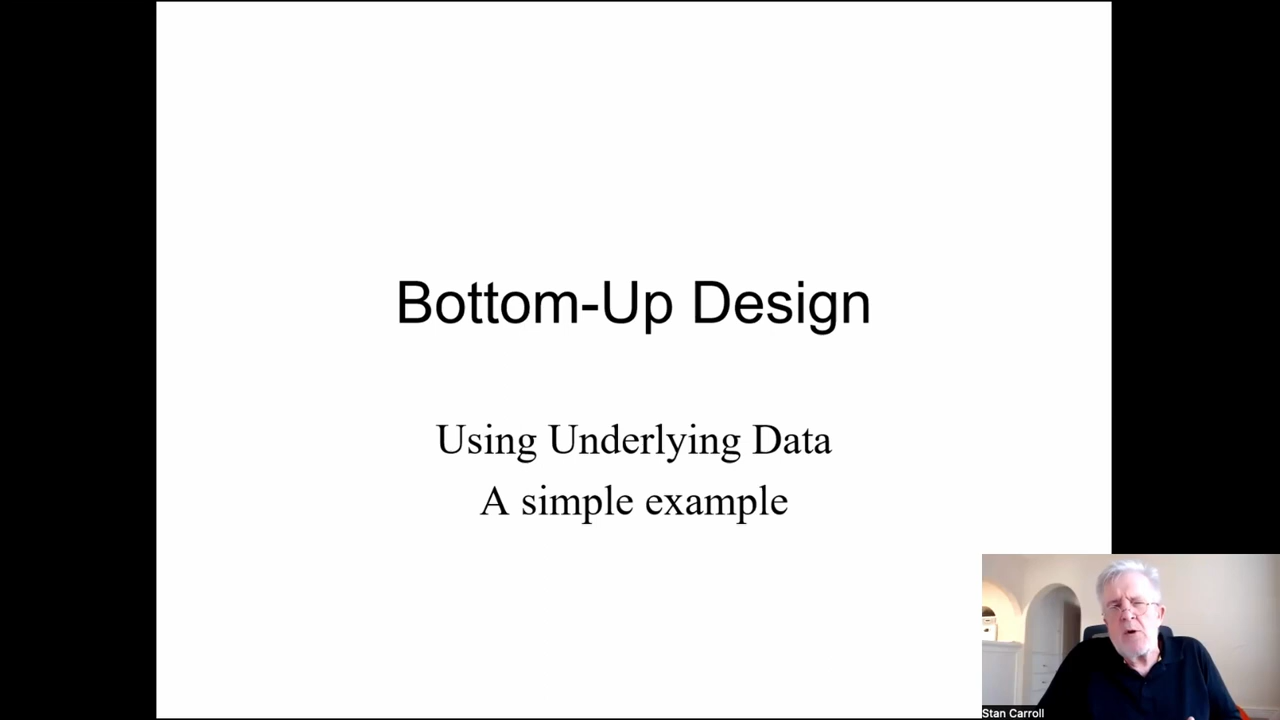 Bottom-Up Design
Using Underlying Data
A simple example
Stan Carroll